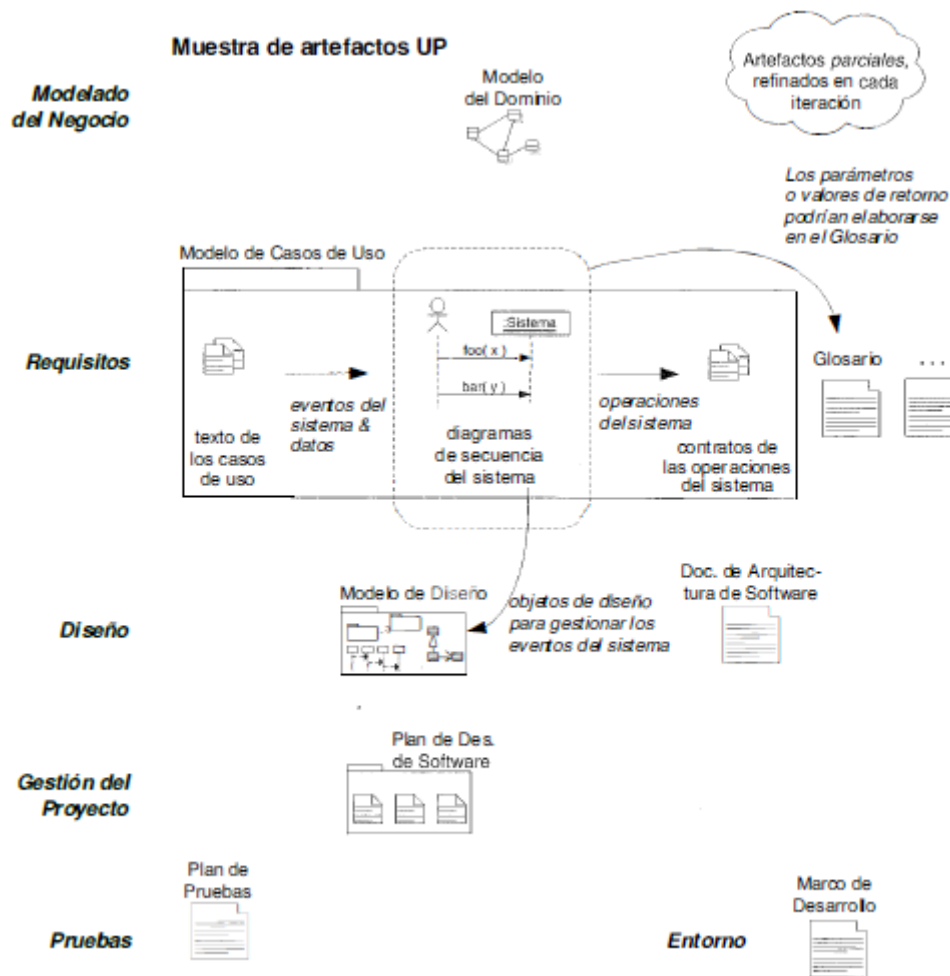 Muestra de artefactos UP
Artefactos parciales,
refinados en cada
iteración
Modelado
del Negocio
Modelo
del Dominio
Los parámetros
o valores de retorno
podrían elaborarse
en el Glosario
Modelo de Casos de Uso
Requisitos
:Sistema
foo( x )
bar( y )
eventos del
sistema &
datos
operaciones
del sistema
texto de
los casos
de uso
diagramas
de secuencia
del sistema
contratos de
las operaciones
del sistema
Glosario
...
Diseño
Modelo de Diseño
objetos de diseño
para gestionar los
eventos del sistema
Doc. de Arquitec-
tura de Software
Gestión del
Proyecto
Plan de Des.
de Software
Pruebas
Plan de
Pruebas
Entorno
Marco de
Desarrollo